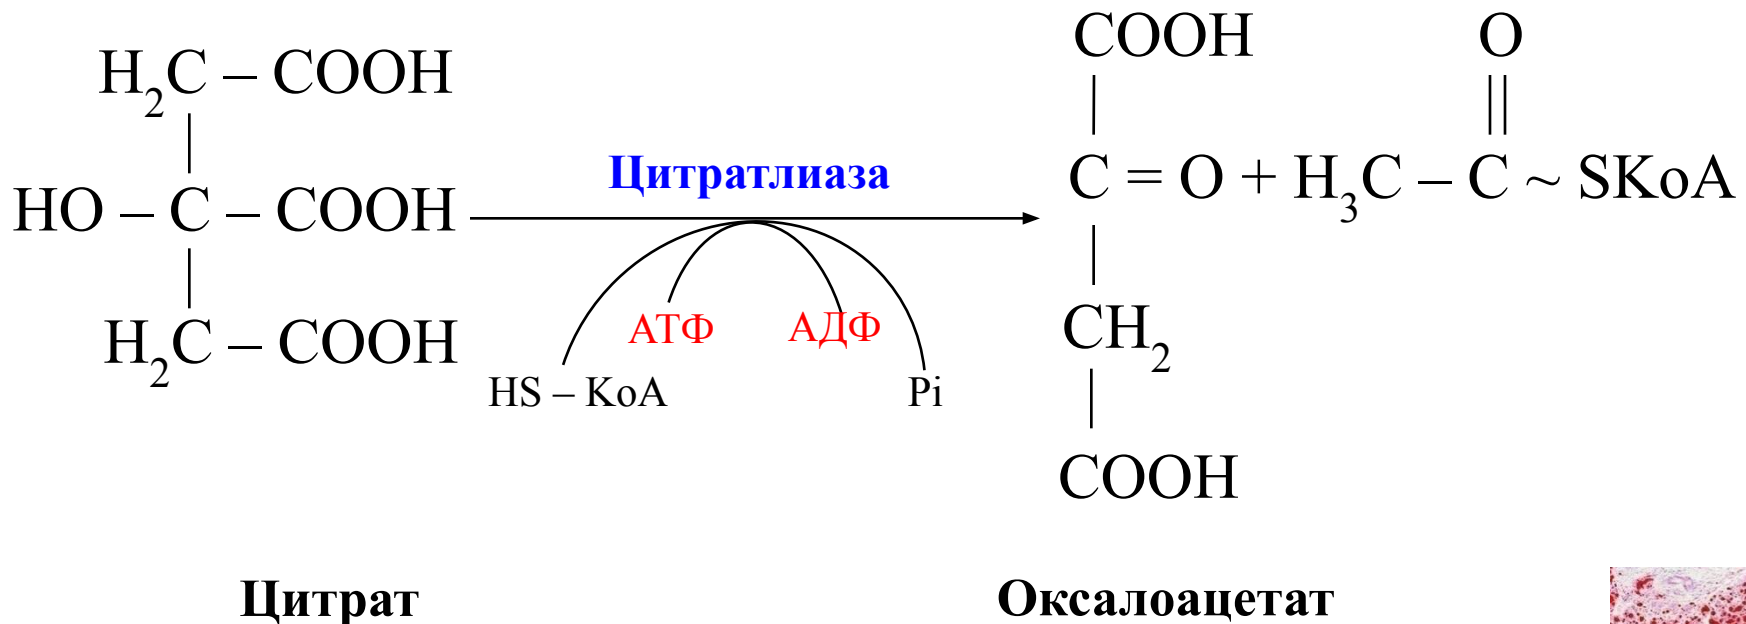 H₂C – COOH
HO – C – COOH
H₂C – COOH
Цитратлиаза
АТФ
АДФ
HS – KoA
Pi
COOH
O
C = O + H₃C – C ~ SKoA
CH₂
COOH
Цитрат
Оксалоацетат